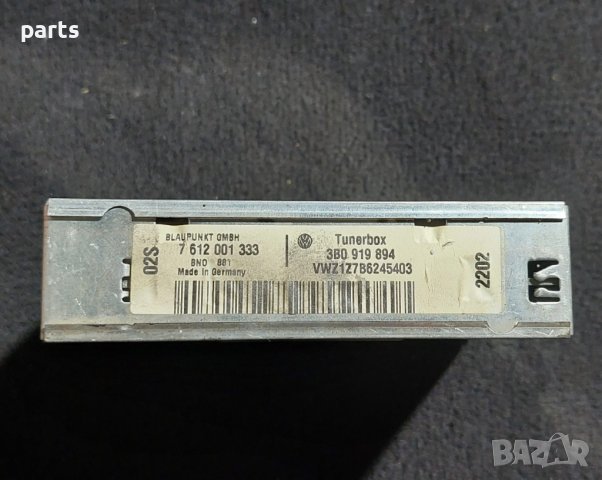 parts
02S
BLAUPUNKT GMBH
7 612 001 333
BNO 881
Made in Germany
Tunerbox
3B0 919 894
VWZ1Z7B6245403
2202
BAZAR